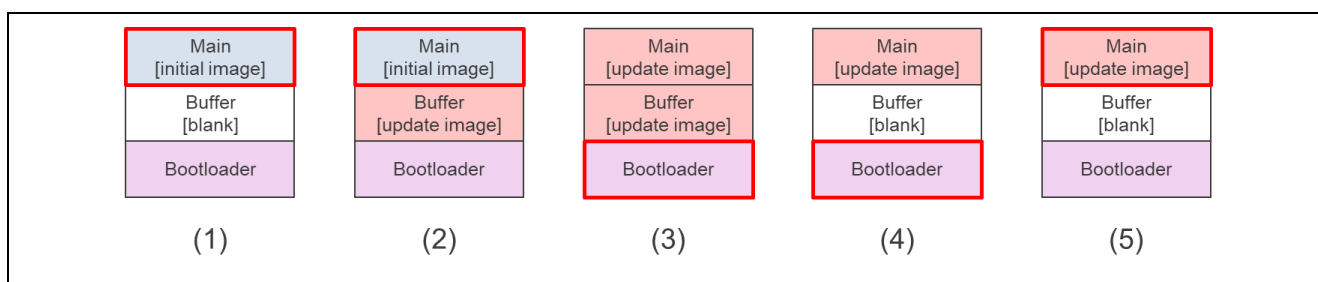 Main
[initial image]
Buffer
[blank]
Bootloader
(1)
Main
[initial image]
Buffer
[update image]
Bootloader
(2)
Main
[update image]
Buffer
[update image]
Bootloader
(3)
Main
[update image]
Buffer
[blank]
Bootloader
(4)
Main
[update image]
Buffer
[blank]
Bootloader
(5)